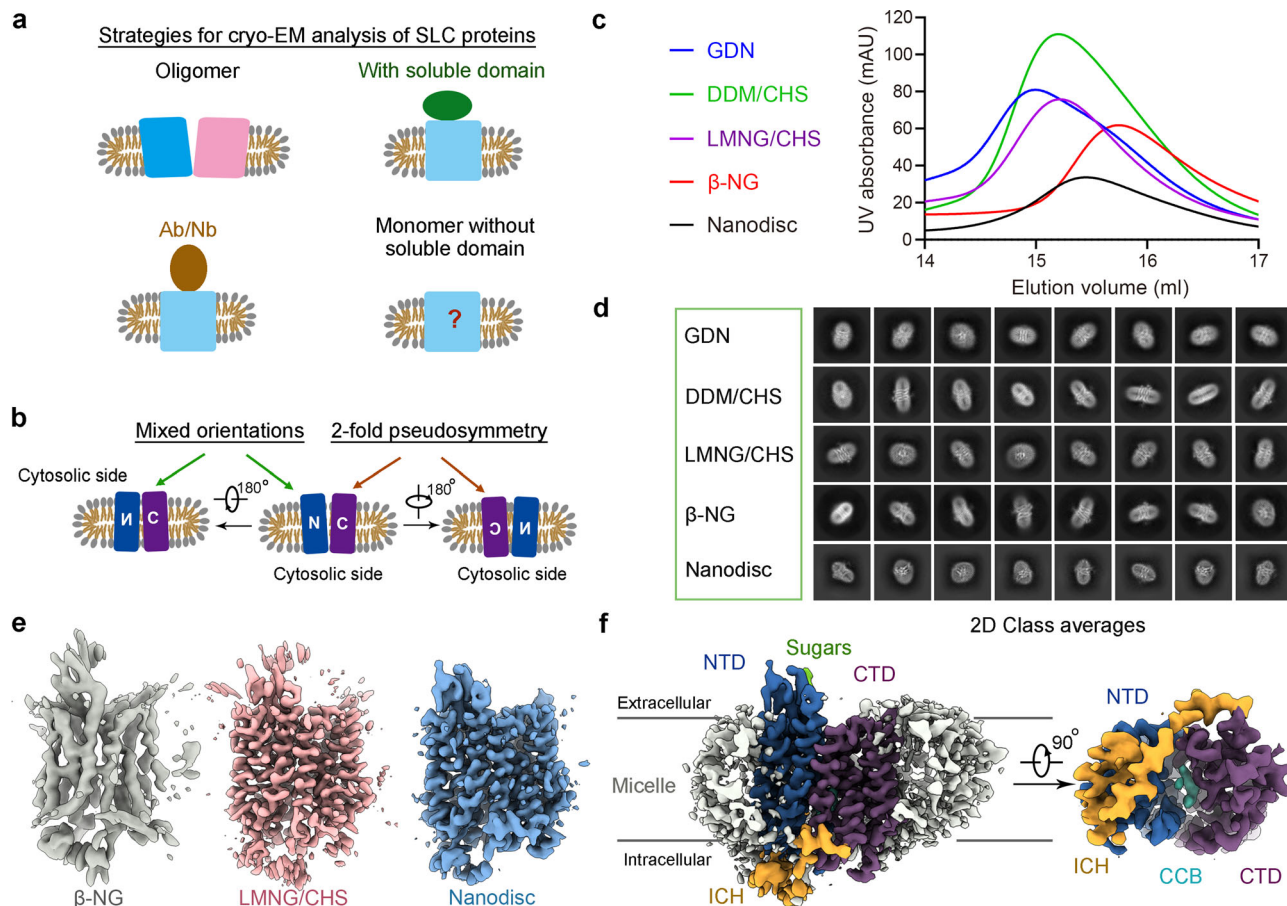 a
Strategies for cryo-EM analysis of SLC proteins
Oligomer
With soluble domain
Ab/Nb
Monomer without
soluble domain
?
b
Mixed orientations
2-fold pseudosymmetry
Cytosolic side
180°
180°
N C
N C
C N
Cytosolic side
Cytosolic side
c
GDN
DDM/CHS
LMNG/CHS
β-NG
Nanodisc
UV absorbance (mAU)
120
100
80
60
40
20
0
14
15
16
17
Elution volume (ml)
d
GDN
DDM/CHS
LMNG/CHS
β-NG
Nanodisc
2D Class averages
e
β-NG
LMNG/CHS
Nanodisc
f
NTD
Sugars
CTD
Extracellular
Micelle
Intracellular
ICH
90°
NTD
ICH
CCB
CTD